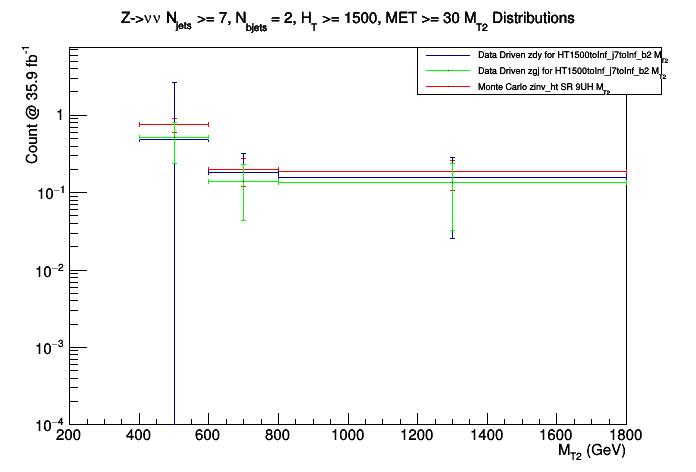 Z->νν N_jets >= 7, N_bjets = 2, H_T >= 1500, MET >= 30 M_T2 Distributions
Data Driven zdy for HT1500toInf_j7toInf_b2 M_T2
Data Driven zgj for HT1500toInf_j7toInf_b2 M_T2
Monte Carlo zinv_ht SR 9UH M_T2
Count @ 35.9 fb^-1
1
10^-1
10^-2
10^-3
10^-4
200 400 600 800 1000 1200 1400 1600 1800
M_T2 (GeV)